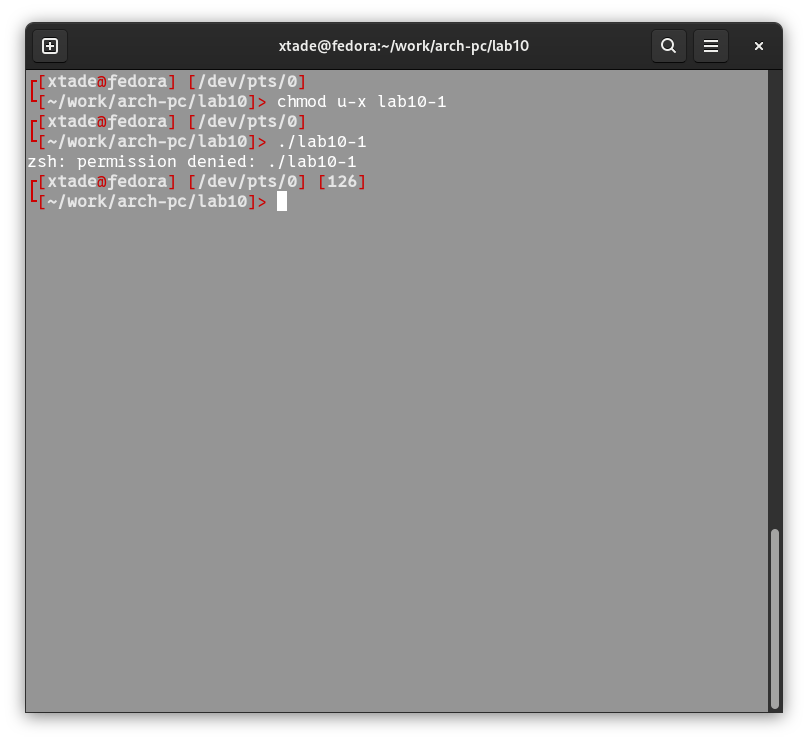 xtade@fedora:~/work/arch-pc/lab10
[xtade@fedora] [/dev/pts/0]
[~/work/arch-pc/lab10]> chmod u-x lab10-1
[xtade@fedora] [/dev/pts/0]
[~/work/arch-pc/lab10]> ./lab10-1
zsh: permission denied: ./lab10-1
[xtade@fedora] [/dev/pts/0] [126]
[~/work/arch-pc/lab10]>